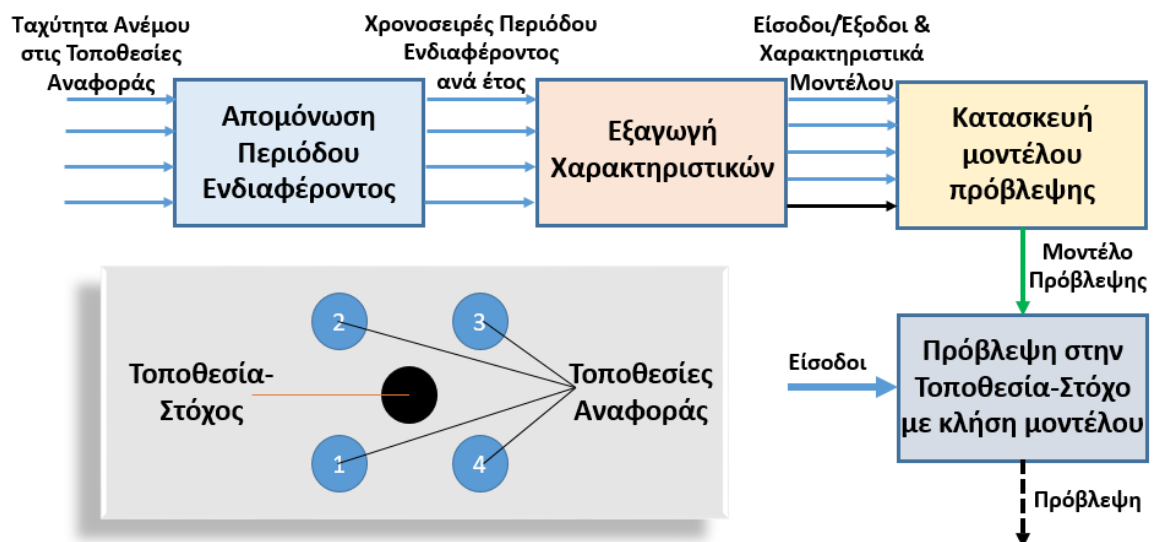 Ταχύτητα Ανέμου
στις Τοποθεσίες
Αναφοράς
Χρονοσειρές Περιόδου
Ενδιαφέροντος
ανά έτος
Είσοδοι/Έξοδοι &
Χαρακτηριστικά
Μοντέλου
Απομόνωση
Περιόδου
Ενδιαφέροντος
Εξαγωγή
Χαρακτηριστικών
Κατασκευή
μοντέλου
πρόβλεψης
Μοντέλο
Πρόβλεψης
2
3
Τοποθεσία-
Στόχος
Τοποθεσίες
Αναφοράς
1
4
Είσοδοι
Πρόβλεψη στην
Τοποθεσία-Στόχο
με κλήση μοντέλου
Πρόβλεψη